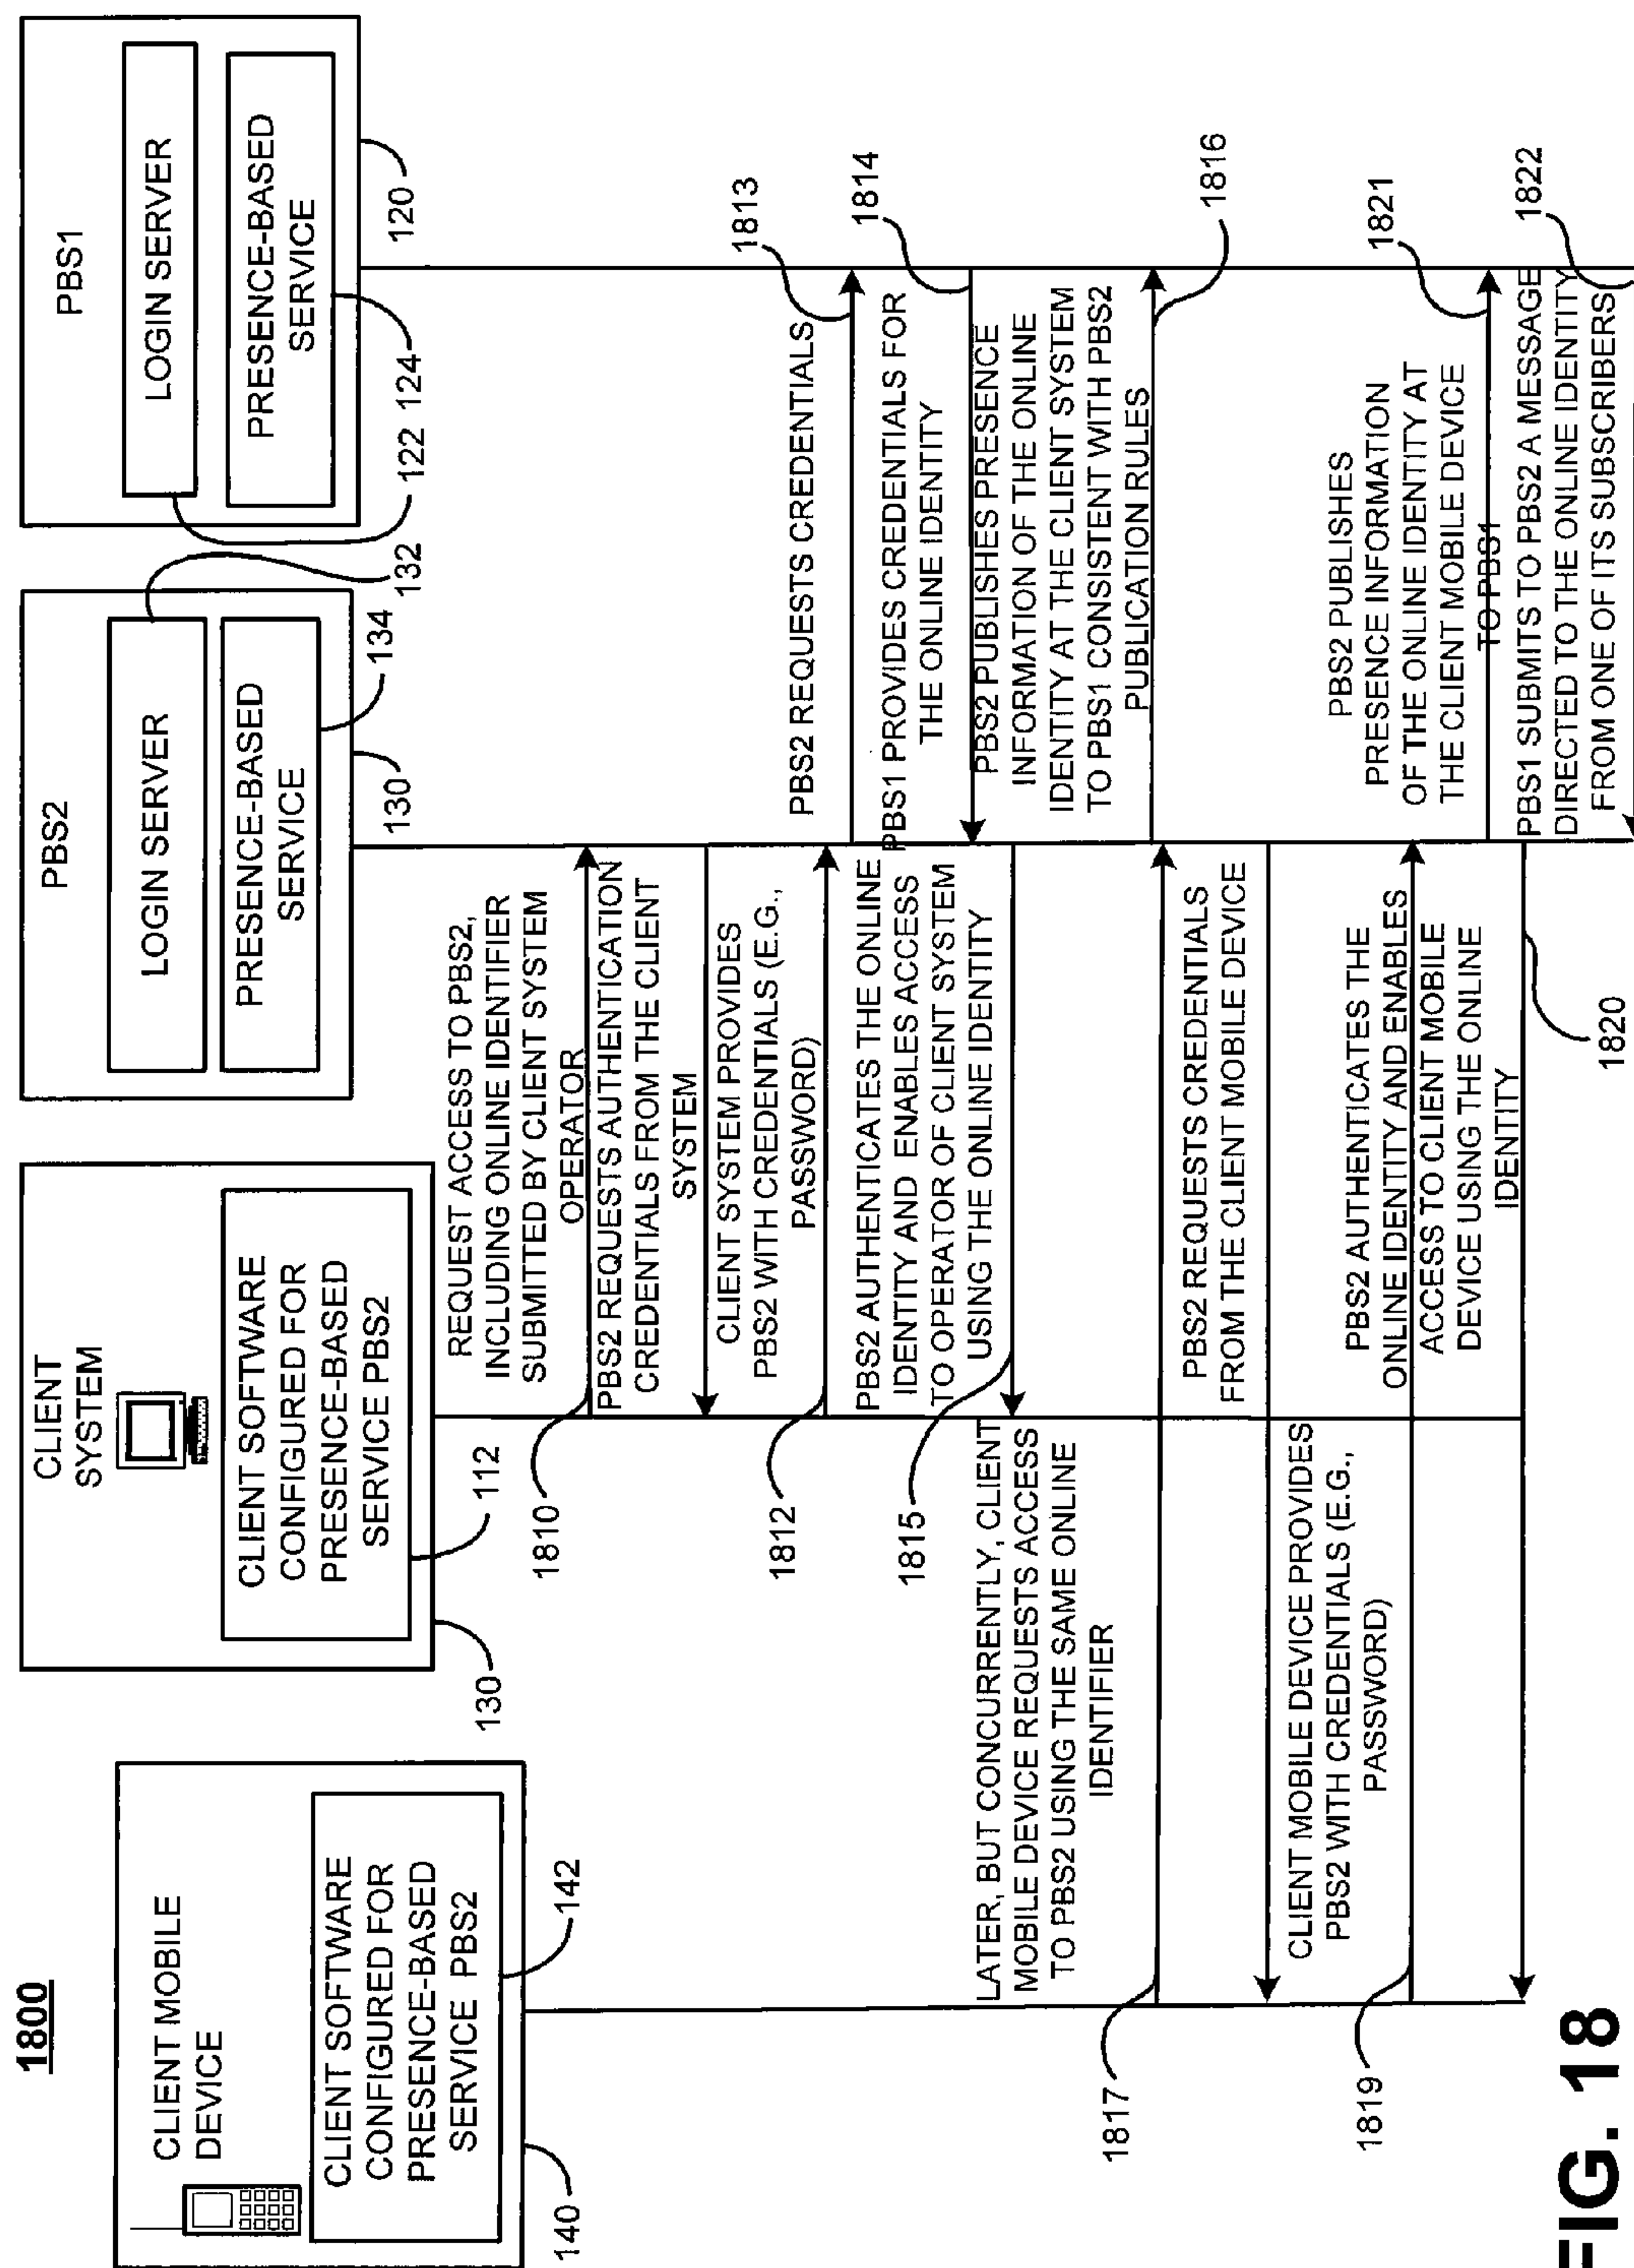 1800
CLIENT MOBILE
DEVICE
CLIENT SOFTWARE
CONFIGURED FOR
PRESENCE-BASED
SERVICE PBS2
142
140
CLIENT
SYSTEM
CLIENT SOFTWARE
CONFIGURED FOR
PRESENCE-BASED
SERVICE PBS2
112
130
PBS2
LOGIN SERVER
PRESENCE-BASED
SERVICE
132
134
130
PBS1
LOGIN SERVER
PRESENCE-BASED
SERVICE
122
124
120
REQUEST ACCESS TO PBS2,
INCLUDING ONLINE IDENTIFIER
SUBMITTED BY CLIENT SYSTEM
OPERATOR
1810
PBS2 REQUESTS AUTHENTICATION
CREDENTIALS FROM THE CLIENT
SYSTEM
CLIENT SYSTEM PROVIDES
PBS2 WITH CREDENTIALS (E.G.,
PASSWORD)
1812
PBS2 REQUESTS CREDENTIALS
1813
PBS1 PROVIDES CREDENTIALS FOR
THE ONLINE IDENTITY
1814
PBS2 AUTHENTICATES THE ONLINE
IDENTITY AND ENABLES ACCESS
TO OPERATOR OF CLIENT SYSTEM
USING THE ONLINE IDENTITY
1815
PBS2 PUBLISHES PRESENCE
INFORMATION OF THE ONLINE
IDENTITY AT THE CLIENT SYSTEM
TO PBS1 CONSISTENT WITH PBS2
PUBLICATION RULES
1816
LATER, BUT CONCURRENTLY, CLIENT
MOBILE DEVICE REQUESTS ACCESS
TO PBS2 USING THE SAME ONLINE
IDENTIFIER
1817
PBS2 REQUESTS CREDENTIALS
FROM THE CLIENT MOBILE DEVICE
CLIENT MOBILE DEVICE PROVIDES
PBS2 WITH CREDENTIALS (E.G.,
PASSWORD)
1819
PBS2 AUTHENTICATES THE
ONLINE IDENTITY AND ENABLES
ACCESS TO CLIENT MOBILE
DEVICE USING THE ONLINE
IDENTITY
1820
PBS2 PUBLISHES
PRESENCE INFORMATION
OF THE ONLINE IDENTITY AT
THE CLIENT MOBILE DEVICE
TO PBS1
1821
PBS1 SUBMITS TO PBS2 A MESSAGE
DIRECTED TO THE ONLINE IDENTITY
FROM ONE OF ITS SUBSCRIBERS
1822
FIG. 18